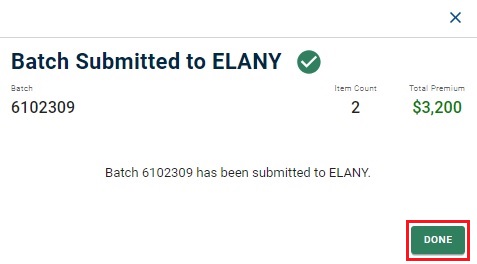 Batch Submitted to ELANY
Batch Item Count Total Premium
6102309 2 $3,200
Batch 6102309 has been submitted to ELANY.
DONE